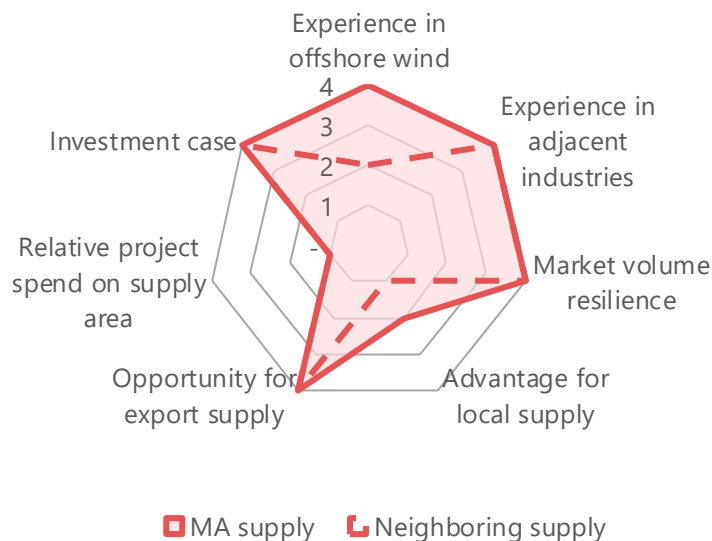 Experience in
offshore wind
4
Experience in
adjacent
industries
3
Investment case
2
1
Relative project
spend on supply
area
-
Market volume
resilience
Opportunity for
export supply
Advantage for
local supply
MA supply
Neighboring supply